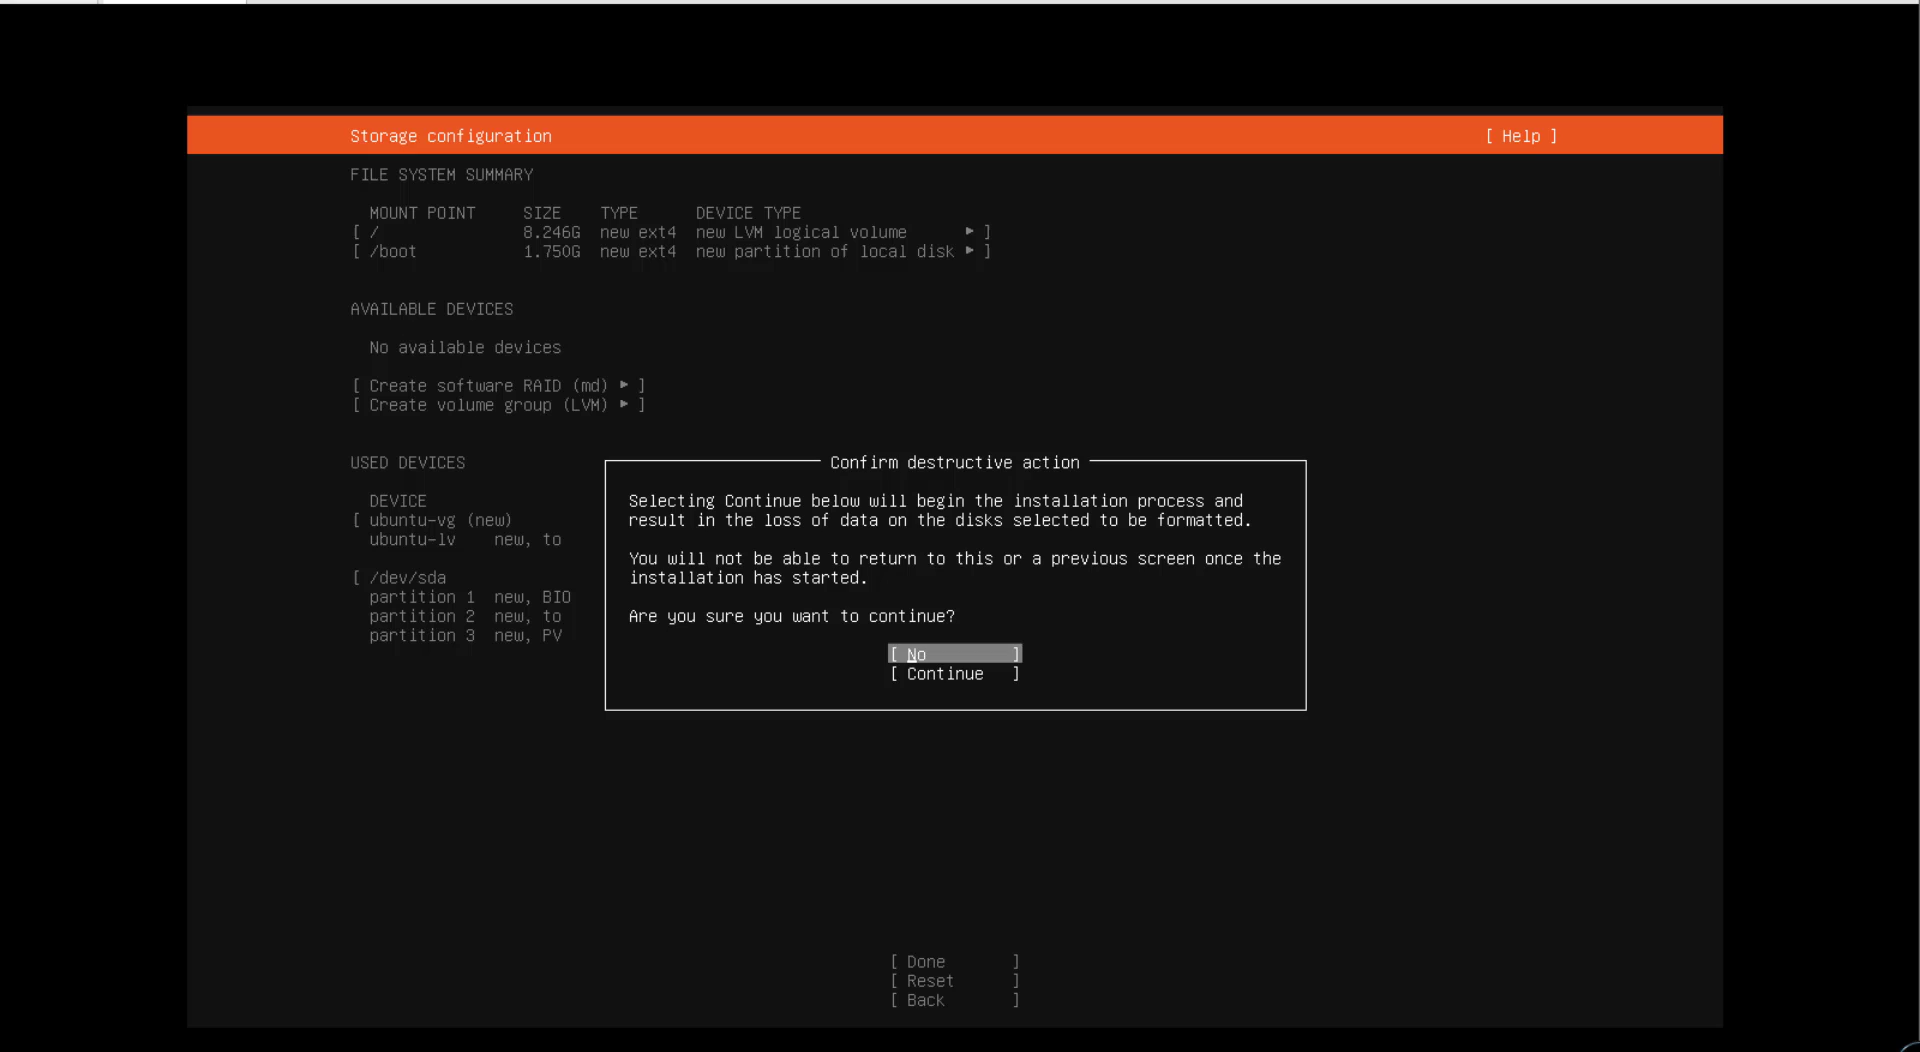 Storage configuration [ Help ]
FILE SYSTEM SUMMARY
MOUNT POINT SIZE TYPE DEVICE TYPE
[ / 8.246G new ext4 new LVM logical volume ▸ ]
[ /boot 1.750G new ext4 new partition of local disk ▸ ]
AVAILABLE DEVICES
No available devices
[ Create software RAID (md) ▸ ]
[ Create volume group (LVM) ▸ ]
USED DEVICES
DEVICE
[ ubuntu-vg (new)
ubuntu-lv new, to
[ /dev/sda
partition 1 new, BIO
partition 2 new, to
partition 3 new, PV
Confirm destructive action
Selecting Continue below will begin the installation process and
result in the loss of data on the disks selected to be formatted.
You will not be able to return to this or a previous screen once the
installation has started.
Are you sure you want to continue?
[ No ]
[ Continue ]
[ Done ]
[ Reset ]
[ Back ]